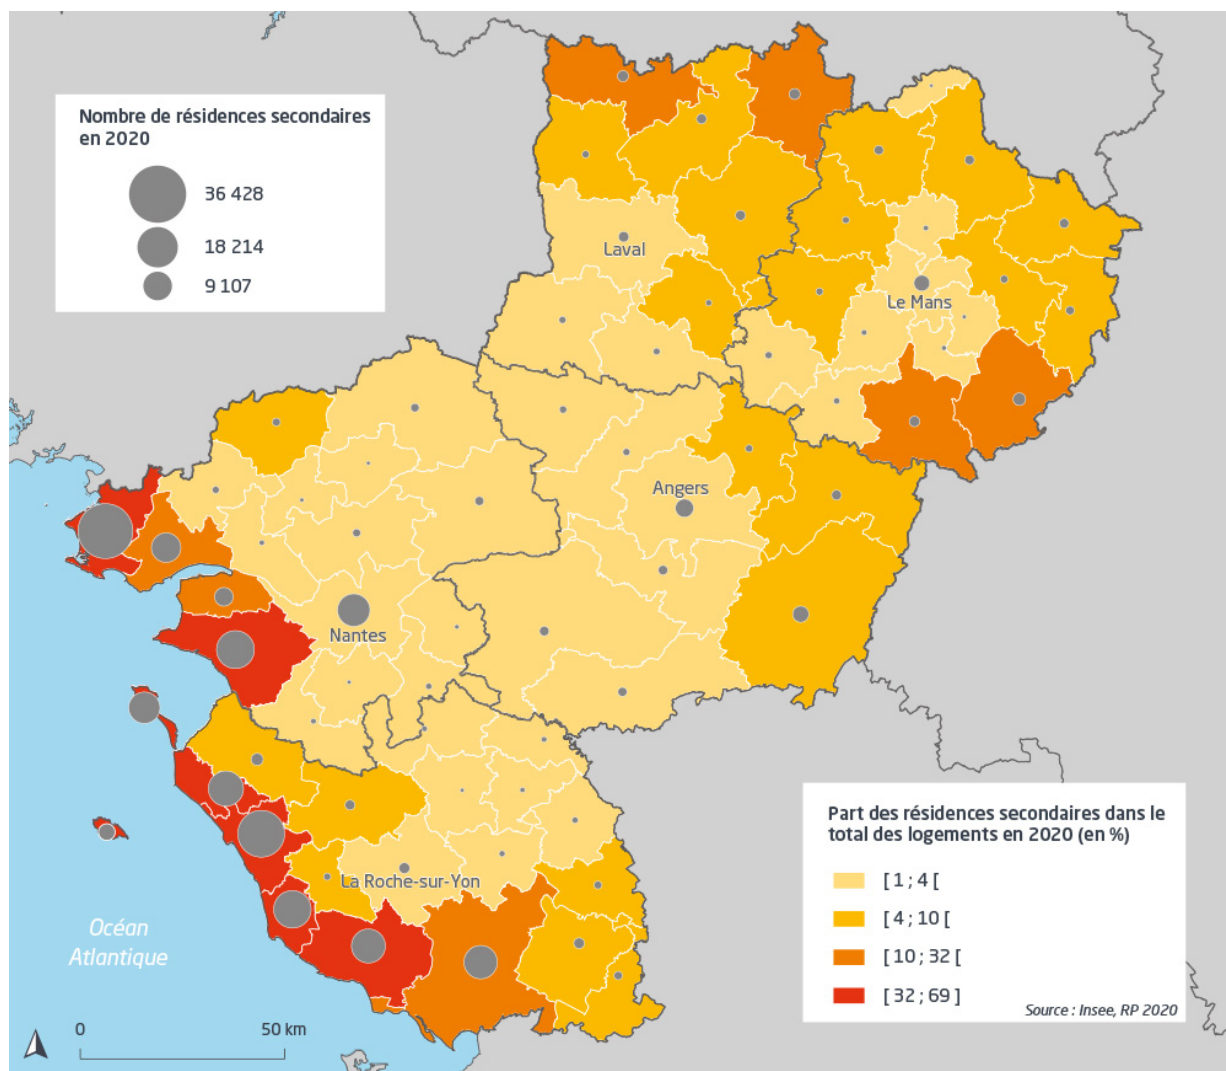 Nombre de résidences secondaires
en 2020
36 428
18 214
9 107
Laval
Le Mans
Angers
Nantes
La Roche-sur-Yon
Océan
Atlantique
Part des résidences secondaires dans le
total des logements en 2020 (en %)
[ 1 ; 4 [
[ 4 ; 10 [
[ 10 ; 32 [
[ 32 ; 69 ]
Source : Insee, RP 2020
0 50 km